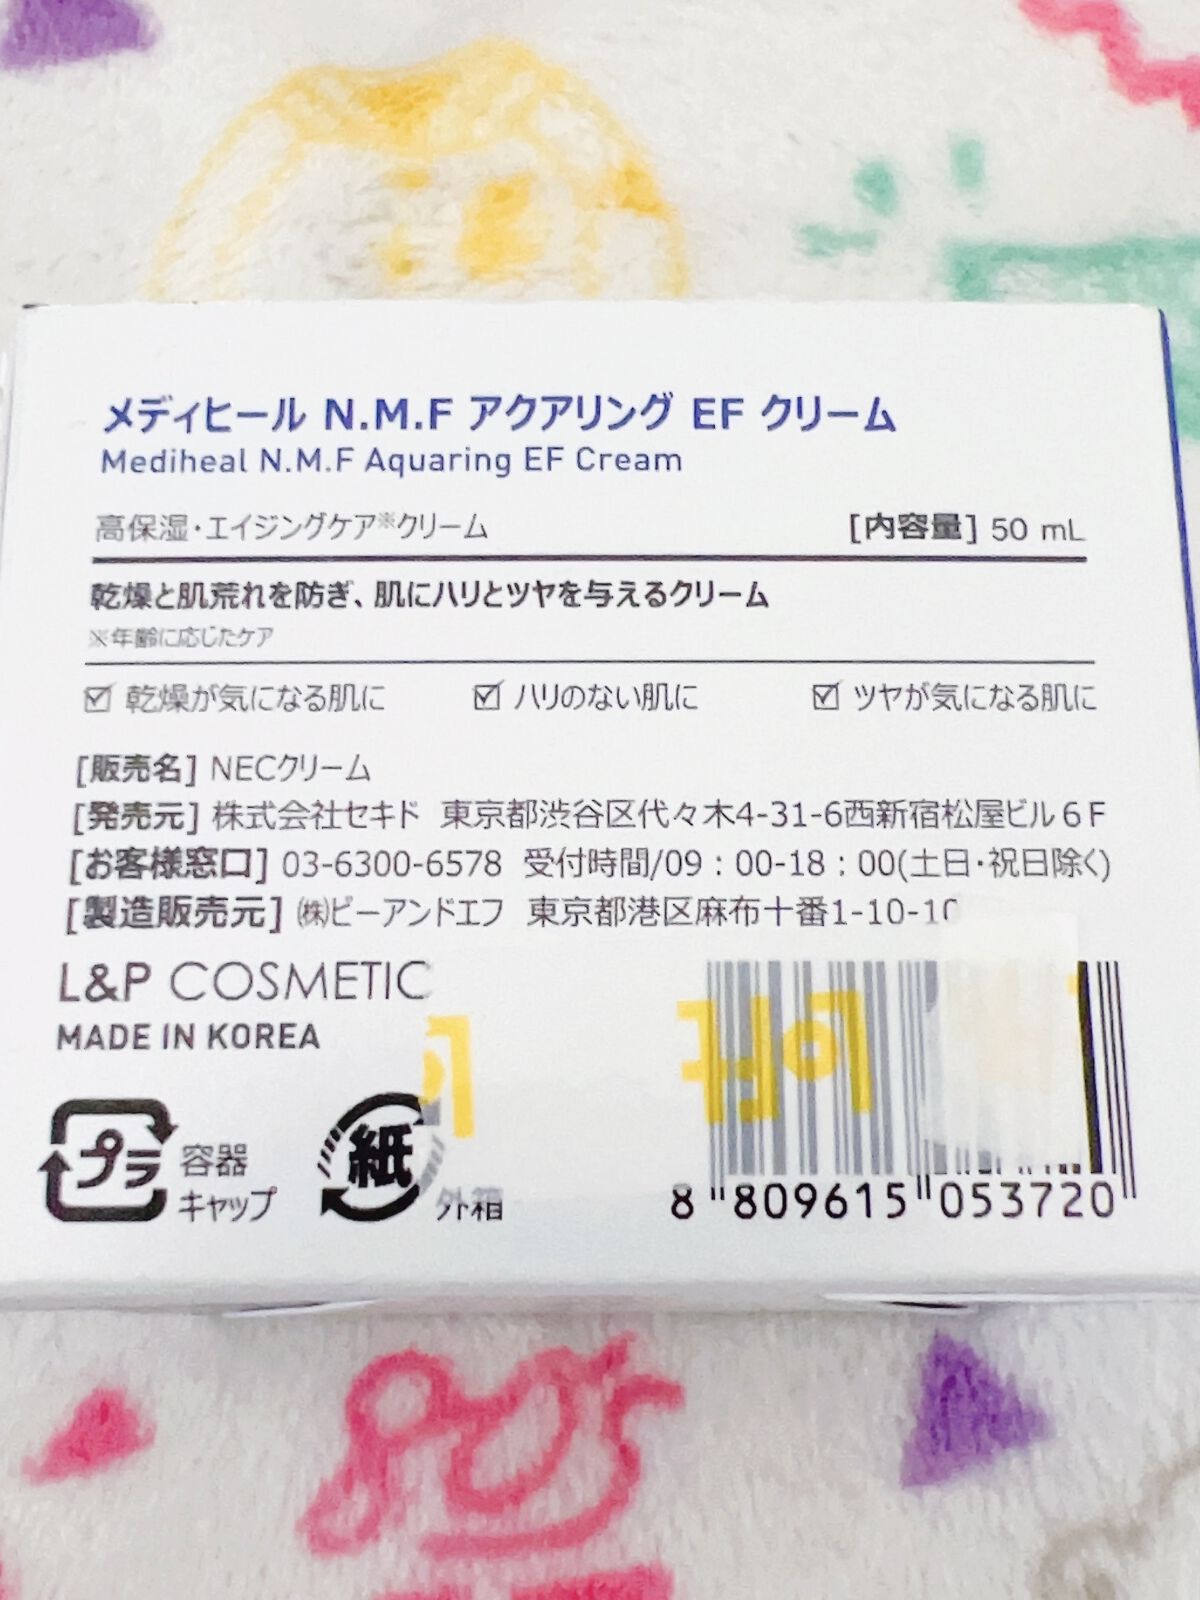 メディヒール N.M.F アクアリング EF クリーム
Mediheal N.M.F Aquaring EF Cream
高保湿・エイジングケア※クリーム [内容量] 50 mL
乾燥と肌荒れを防ぎ、肌にハリとツヤを与えるクリーム
※年齢に応じたケア
☑ 乾燥が気になる肌に ☑ ハリのない肌に ☑ ツヤが気になる肌に
[販売名] NECクリーム
[発売元] 株式会社セキド 東京都渋谷区代々木4-31-6西新宿松屋ビル6F
[お客様窓口] 03-6300-6578 受付時間/09：00-18：00(土日・祝日除く)
[製造販売元] ㈱ピーアンドエフ 東京都港区麻布十番1-10-10
L&P COSMETIC
MADE IN KOREA
プラ 容器
キャップ
紙 外箱
8 809615 053720